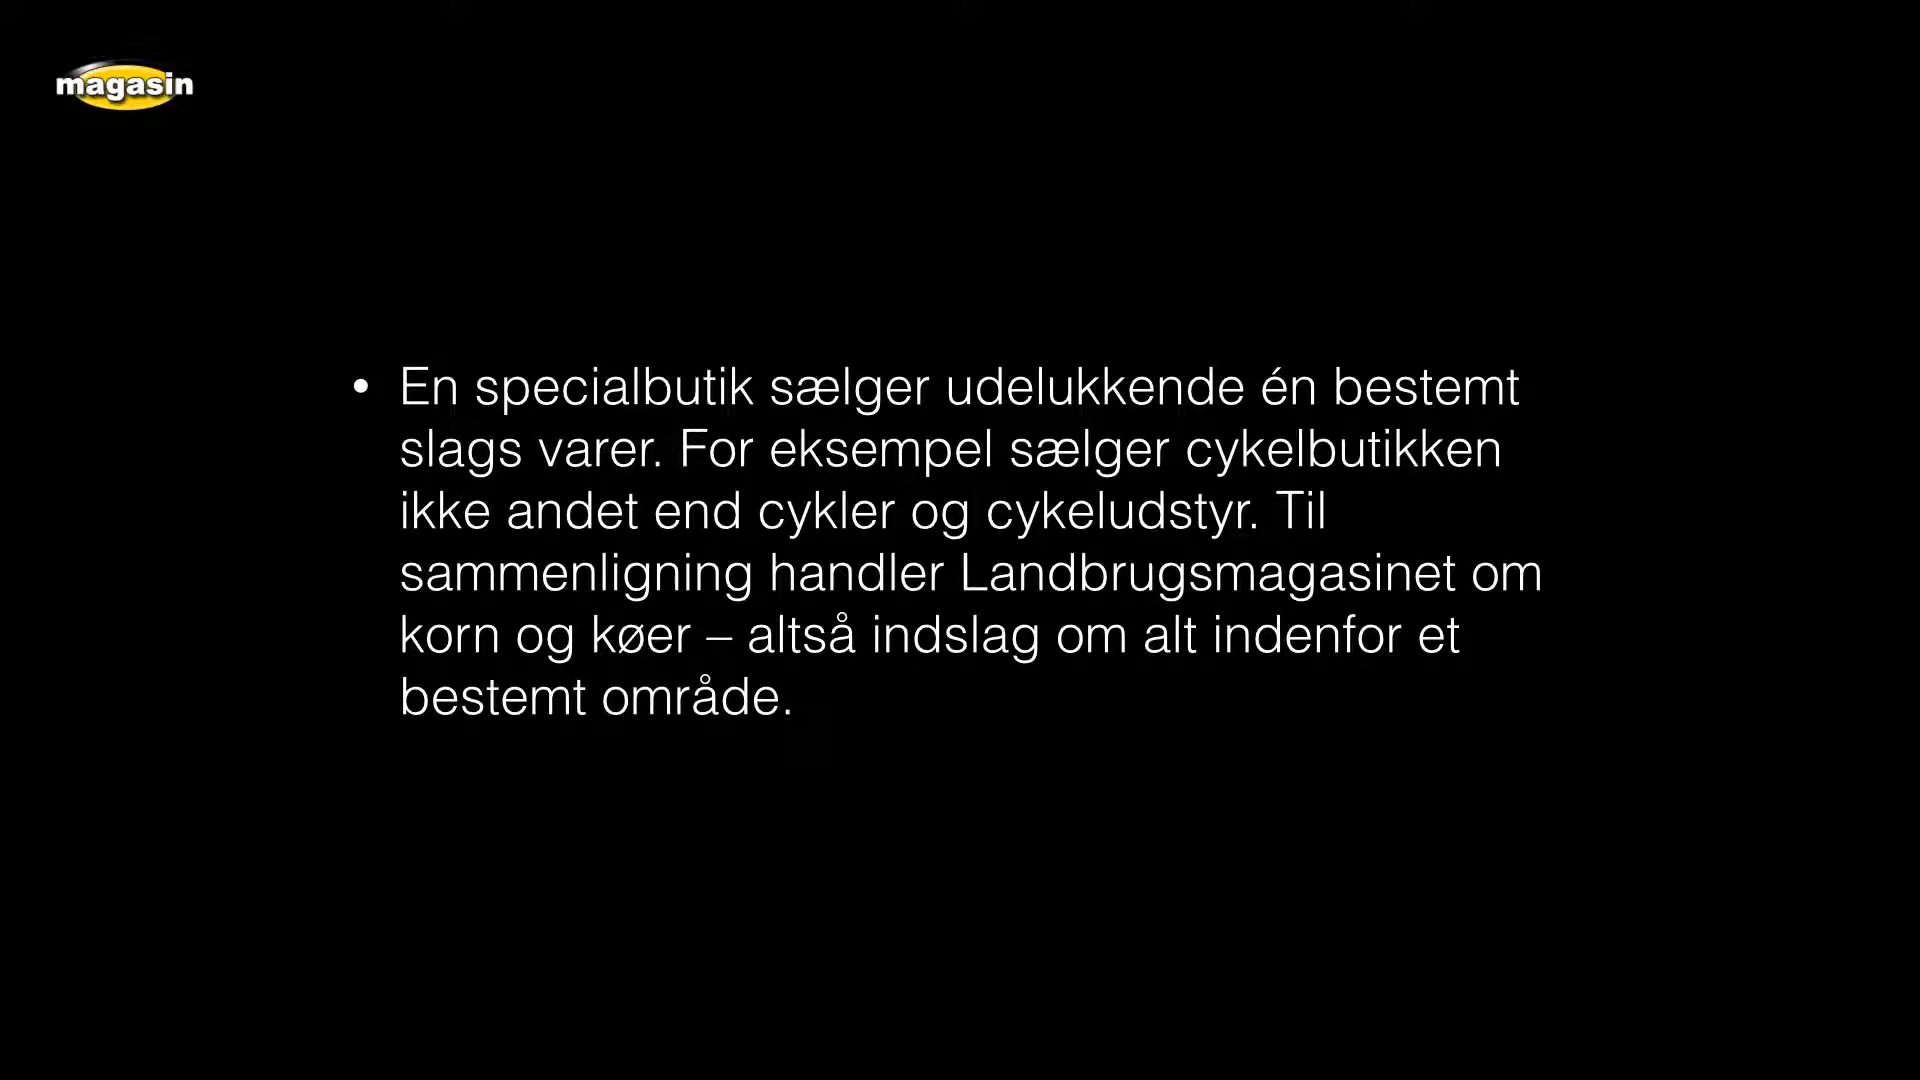 magasin
• En specialbutik sælger udelukkende én bestemt
slags varer. For eksempel sælger cykelbutikken
ikke andet end cykler og cykeludstyr. Til
sammenligning handler Landbrugsmagasinet om
korn og køer – altså indslag om alt indenfor et
bestemt område.